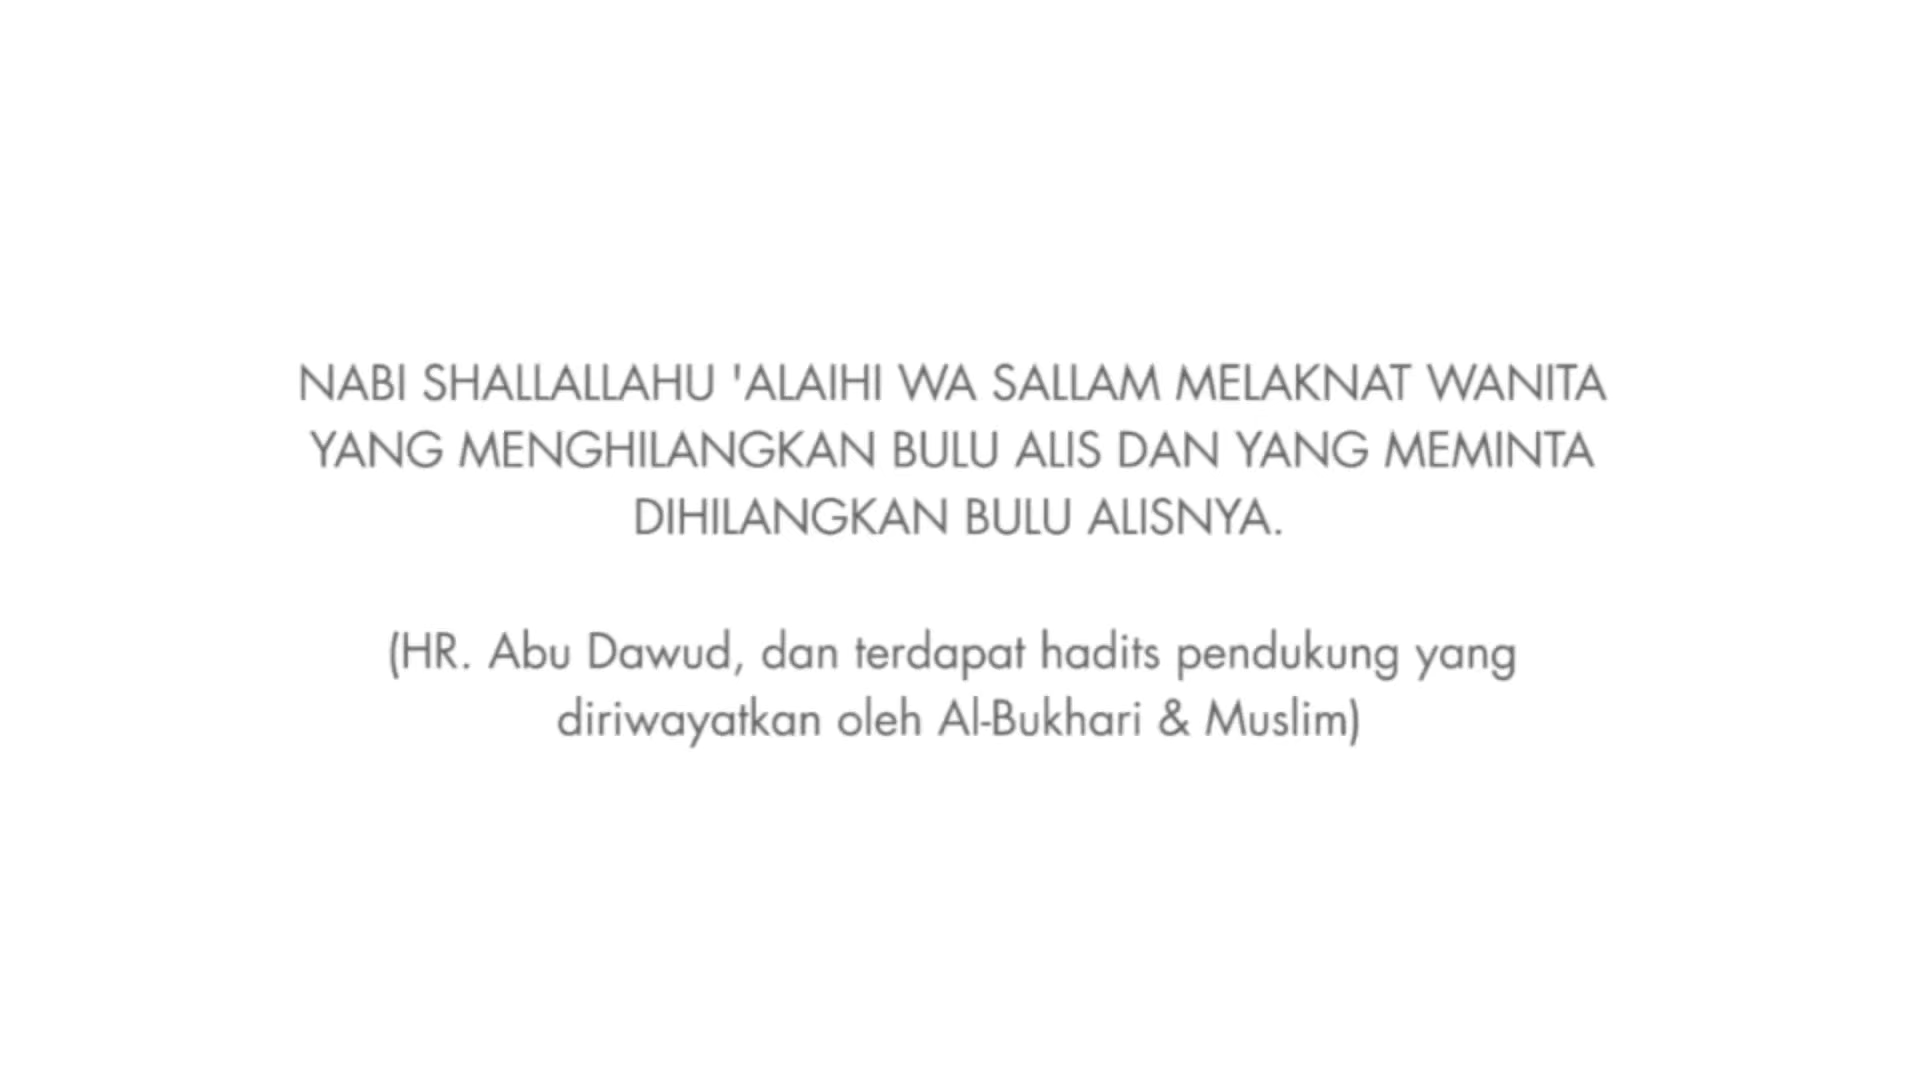 NABI SHALLALLAHU 'ALAIHI WA SALLAM MELAKNAT WANITA
YANG MENGHILANGKAN BULU ALIS DAN YANG MEMINTA
DIHILANGKAN BULU ALISNYA.
(HR. Abu Dawud, dan terdapat hadits pendukung yang
diriwayatkan oleh Al-Bukhari & Muslim)